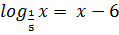 log_{1/5} x = x − 6